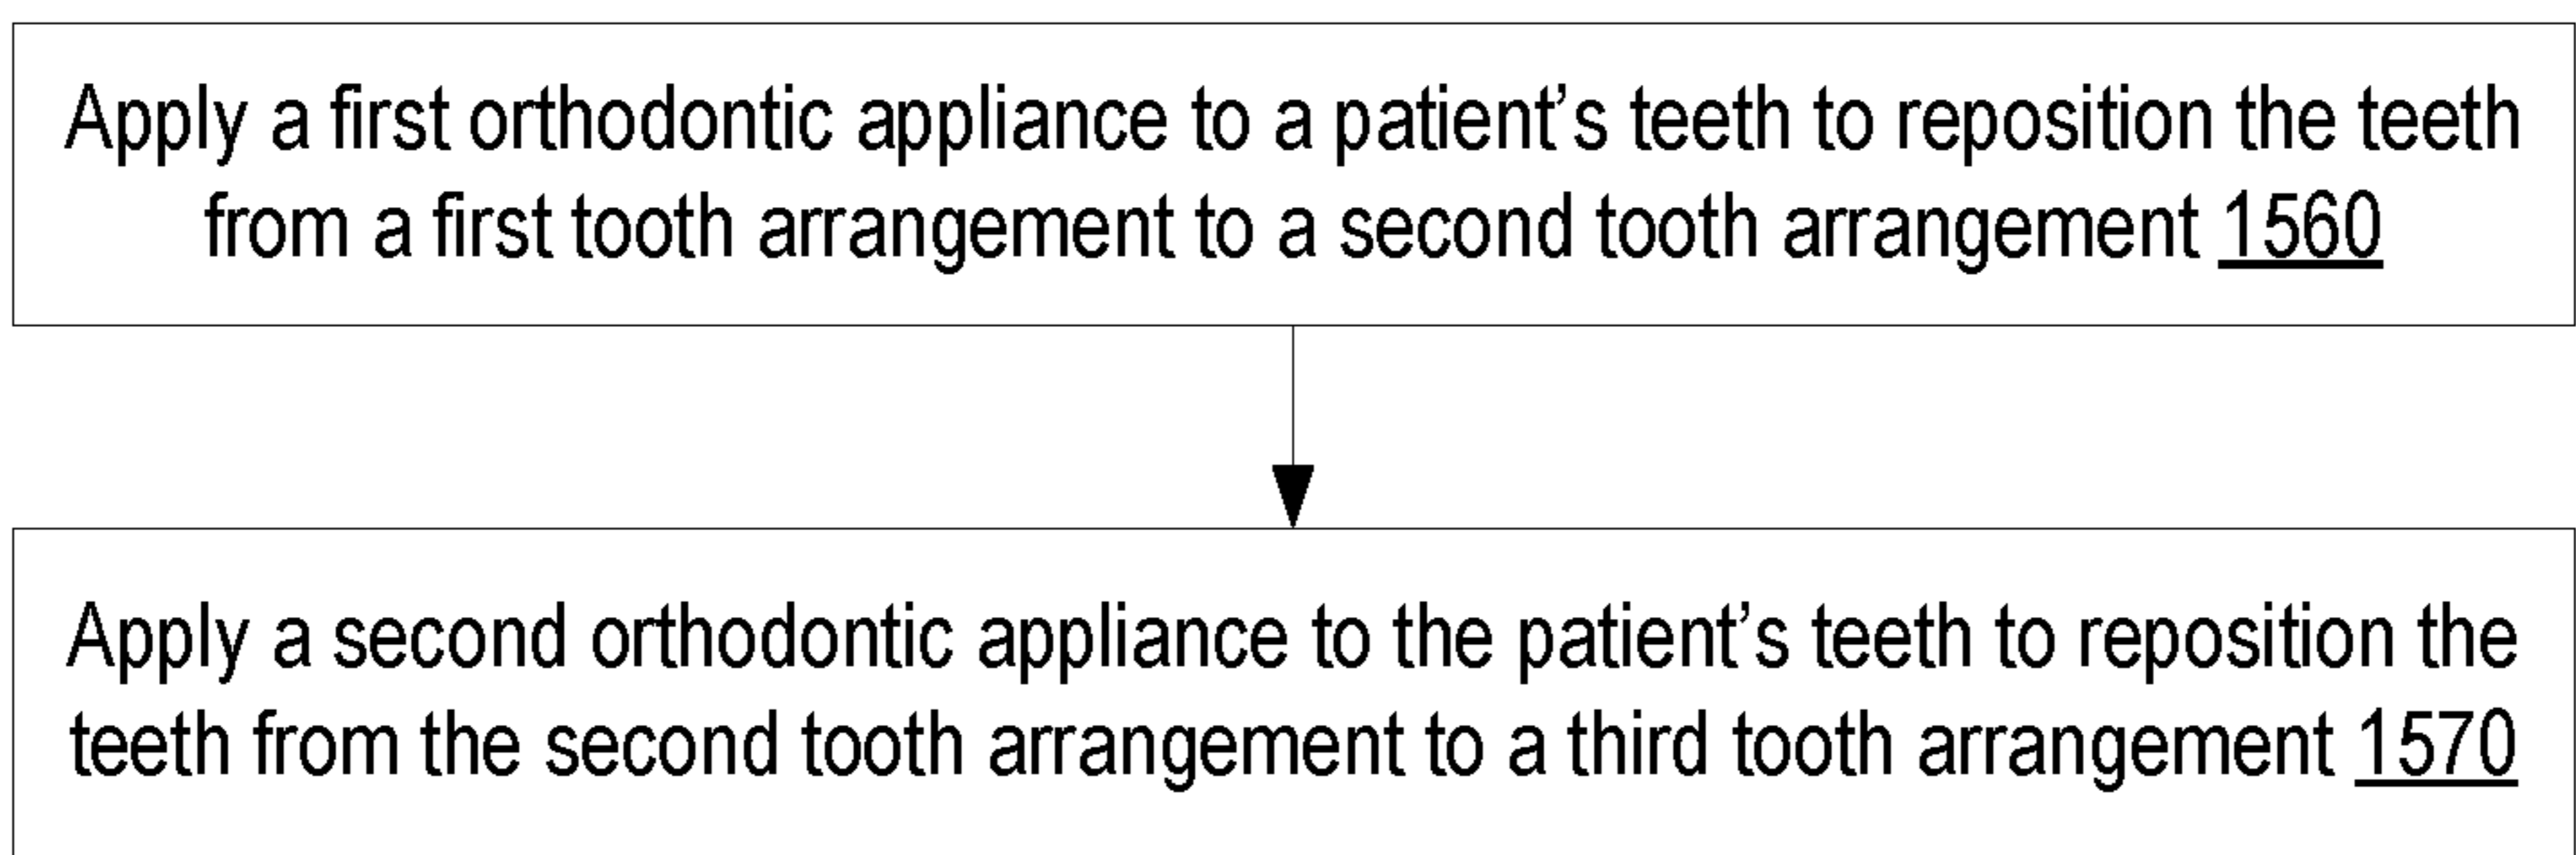 Apply a first orthodontic appliance to a patient’s teeth to reposition the teeth
from a first tooth arrangement to a second tooth arrangement 1560
Apply a second orthodontic appliance to the patient’s teeth to reposition the
teeth from the second tooth arrangement to a third tooth arrangement 1570